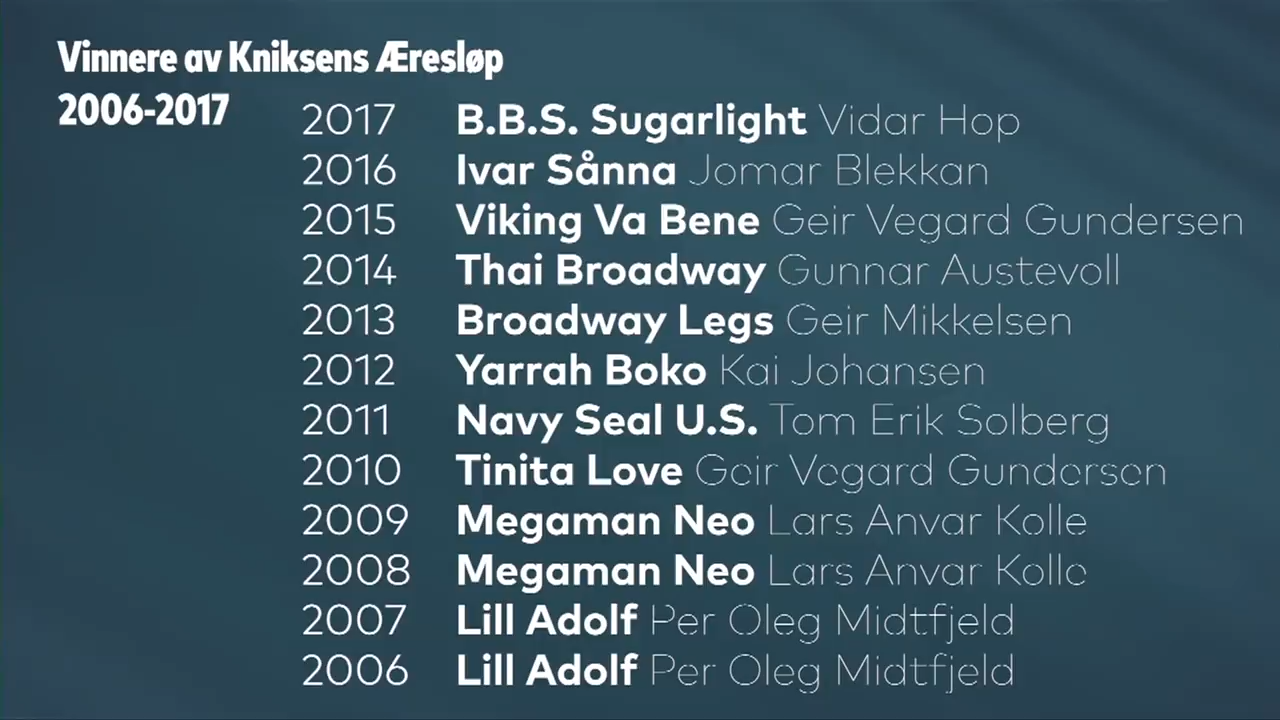 Vinnere av Kniksens Æresløp
2006-2017
2017 B.B.S. Sugarlight Vidar Hop
2016 Ivar Sånna Jomar Blekkan
2015 Viking Va Bene Geir Vegard Gundersen
2014 Thai Broadway Gunnar Austevoll
2013 Broadway Legs Geir Mikkelsen
2012 Yarrah Boko Kai Johansen
2011 Navy Seal U.S. Tom Erik Solberg
2010 Tinita Love Geir Vegard Gundersen
2009 Megaman Neo Lars Anvar Kolle
2008 Megaman Neo Lars Anvar Kolle
2007 Lill Adolf Per Oleg Midtfjeld
2006 Lill Adolf Per Oleg Midtfjeld